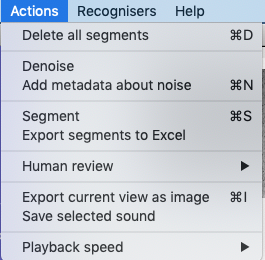 Actions Recognisers Help
Delete all segments ⌘D
Denoise
Add metadata about noise ⌘N
Segment ⌘S
Export segments to Excel
Human review ▶
Export current view as image ⌘I
Save selected sound
Playback speed ▶